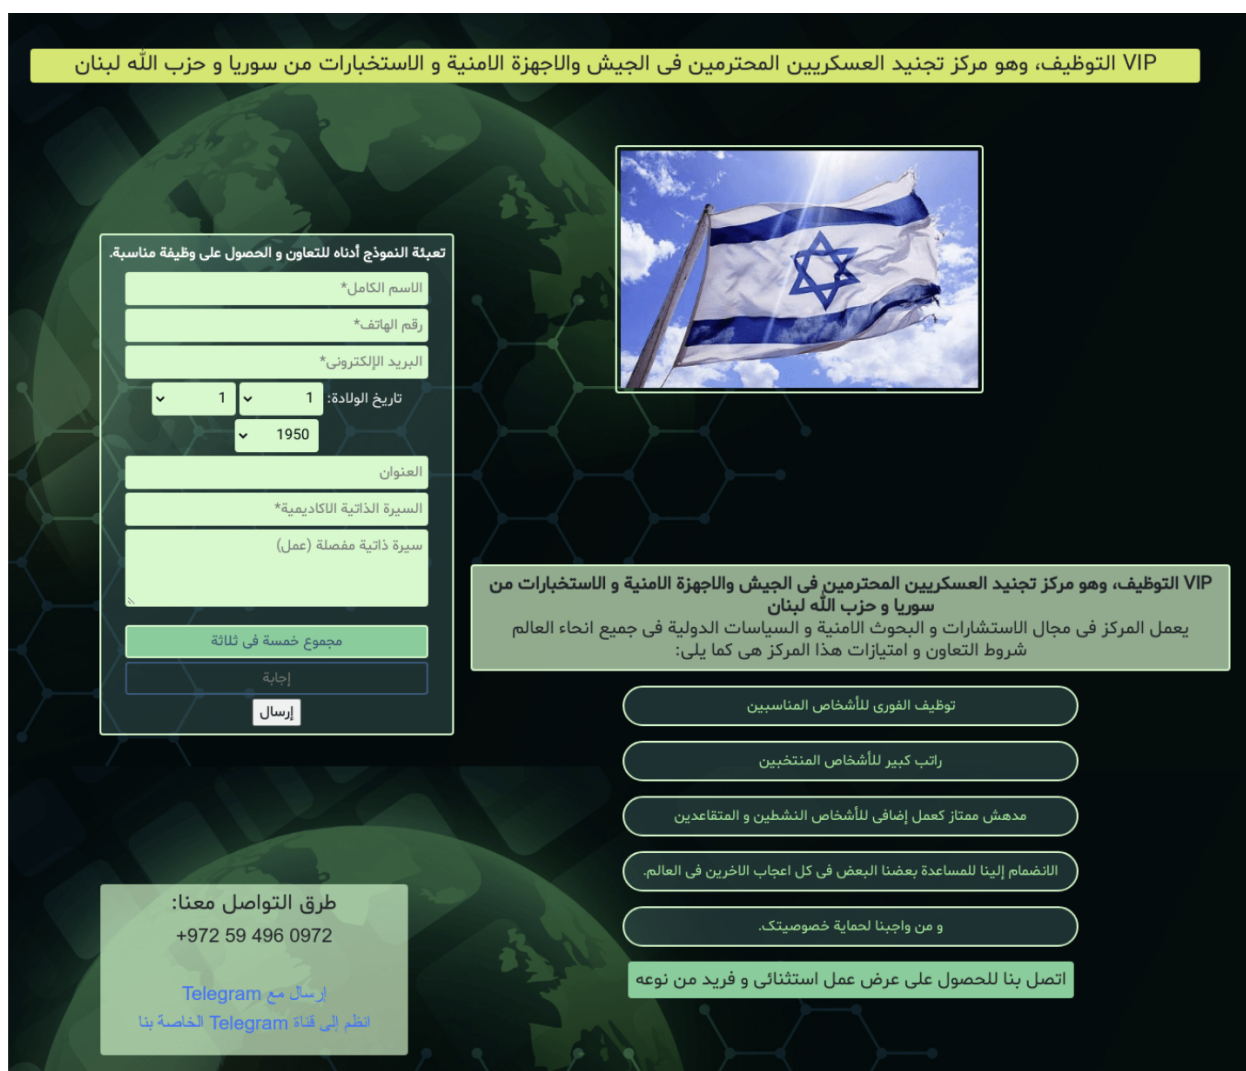 VIP التوظيف، وهو مركز تجنيد العسكريين المحترمين فى الجيش والاجهزة الامنية و الاستخبارات من سوريا و حزب الله لبنان
تعبئة النموذج أدناه للتعاون و الحصول على وظيفة مناسبة.
الاسم الكامل*
رقم الهاتف*
البريد الإلكترونی*
تاريخ الولادة: 1 1
1950
العنوان
السيرة الذاتية الاكاديمية*
سيرة ذاتية مفصلة (عمل)
مجموع خمسة فی ثلاثة
إجابة
إرسال
VIP التوظيف، وهو مركز تجنيد العسكريين المحترمين فى الجيش والاجهزة الامنية و الاستخبارات من
سوريا و حزب الله لبنان
يعمل المركز فى مجال الاستشارات و البحوث الامنية و السياسات الدولية فى جميع انحاء العالم
شروط التعاون و امتيازات هذا المركز هى كما يلى:
توظيف الفورى للأشخاص المناسبين
راتب كبير للأشخاص المنتخبين
مدهش ممتاز كعمل إضافى للأشخاص النشطين و المتقاعدين
الانضمام إلينا للمساعدة بعضنا البعض فى كل اعجاب الاخرين فى العالم.
و من واجبنا لحماية خصوصيتک.
اتصل بنا للحصول على عرض عمل استثنائى و فريد من نوعه
طرق التواصل معنا:
+972 59 496 0972
إرسال مع Telegram
انظم إلى قناة Telegram الخاصة بنا